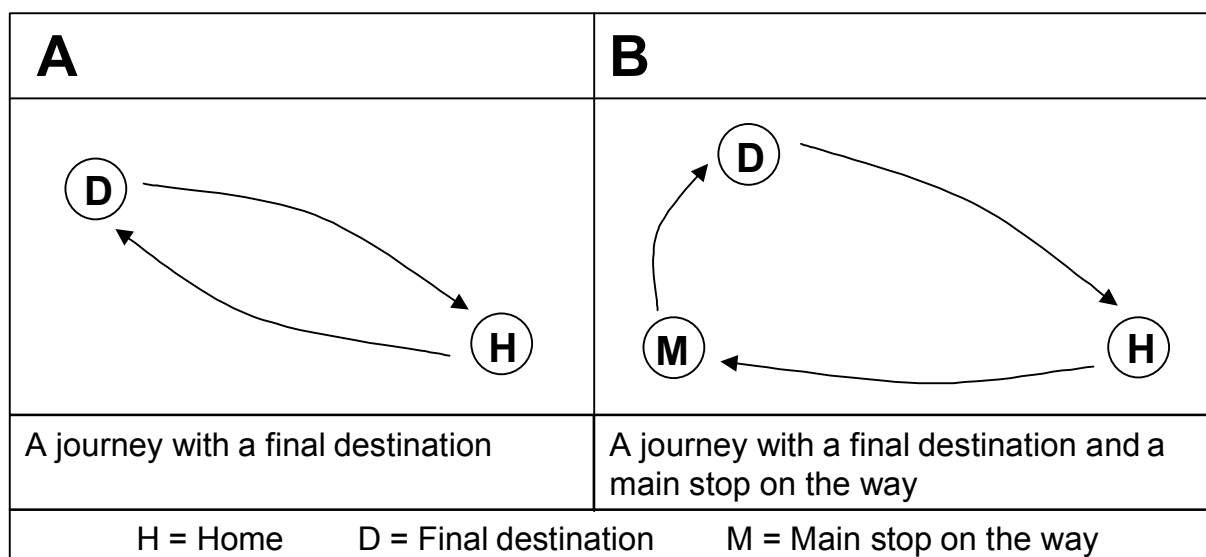 A
B
D
H
D
M
H
A journey with a final destination
A journey with a final destination and a
main stop on the way
H = Home D = Final destination M = Main stop on the way